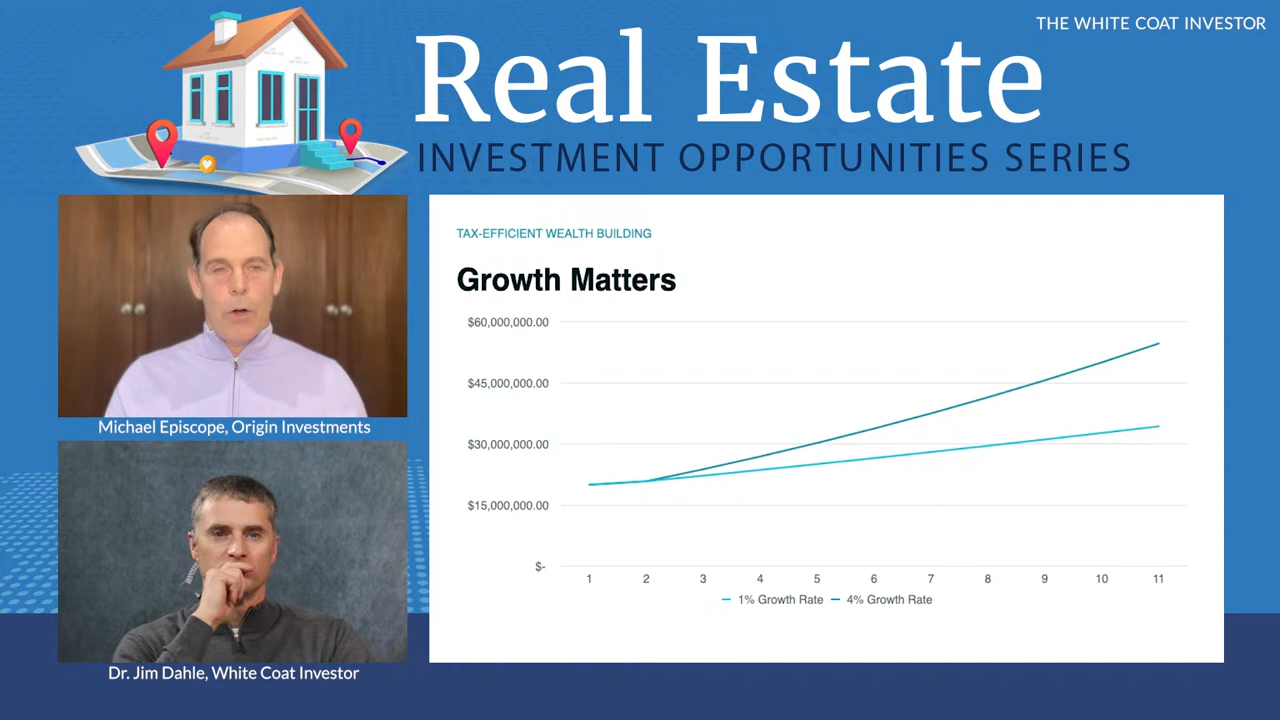 THE WHITE COAT INVESTOR
Real Estate
INVESTMENT OPPORTUNITIES SERIES
Michael Episcope, Origin Investments
Dr. Jim Dahle, White Coat Investor
TAX-EFFICIENT WEALTH BUILDING
Growth Matters
$60,000,000.00
$45,000,000.00
$30,000,000.00
$15,000,000.00
$-
1 2 3 4 5 6 7 8 9 10 11
1% Growth Rate 4% Growth Rate